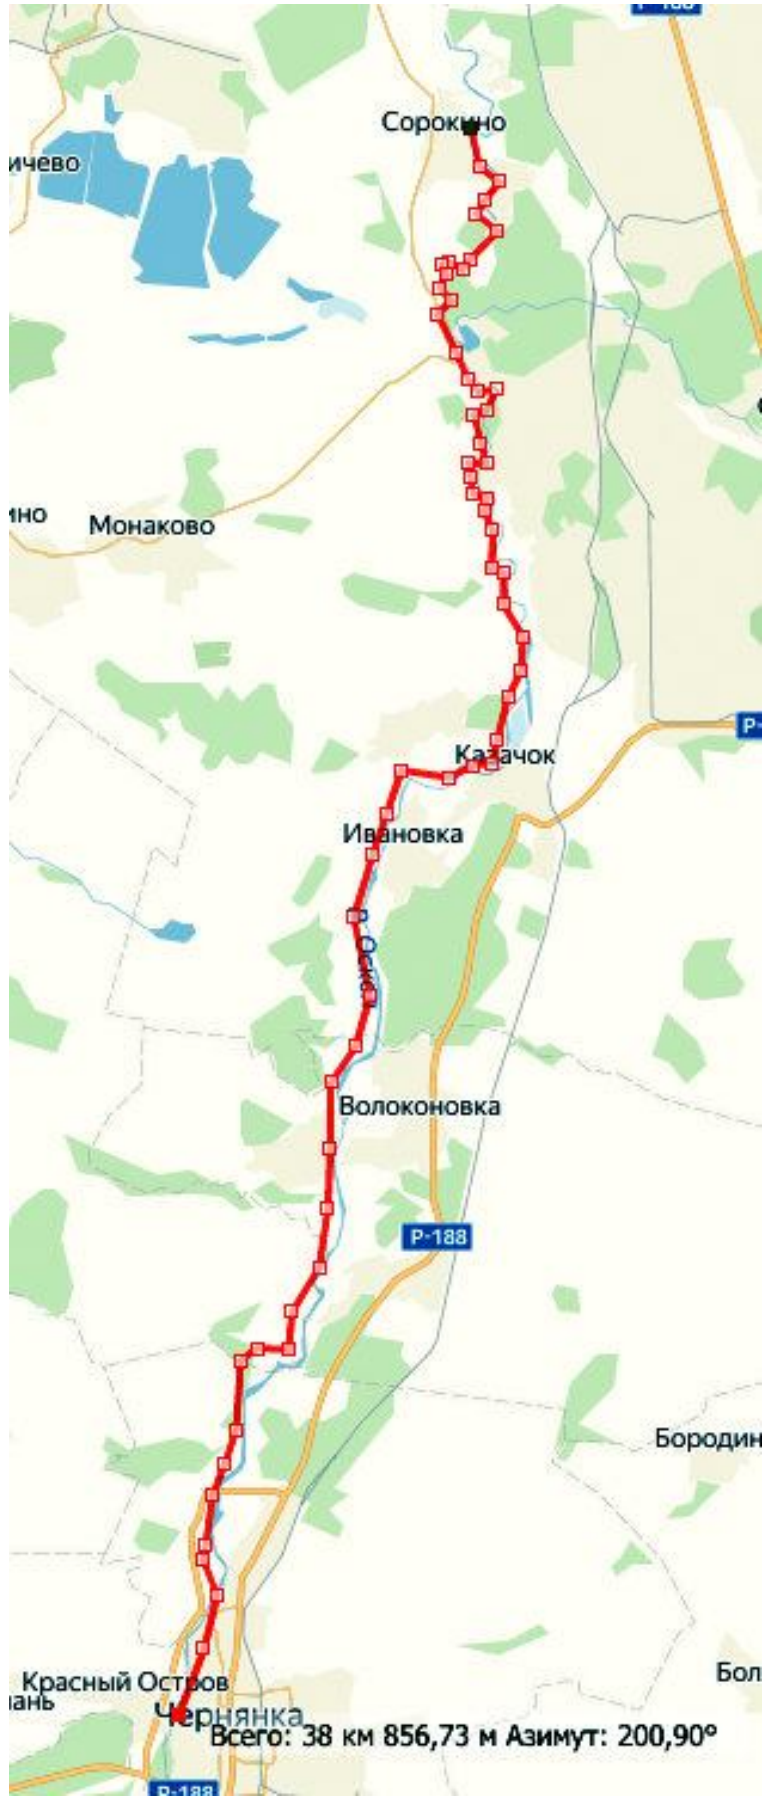 Р-188
Сорокино
ичево
ино
Монаково
Р-
Казачок
Ивановка
р. Оскол
Волоконовка
Р-188
Бородин
Бол
Красный Остров
ань
Чернянка
Всего: 38 км 856,73 м Азимут: 200,90º
Р-188